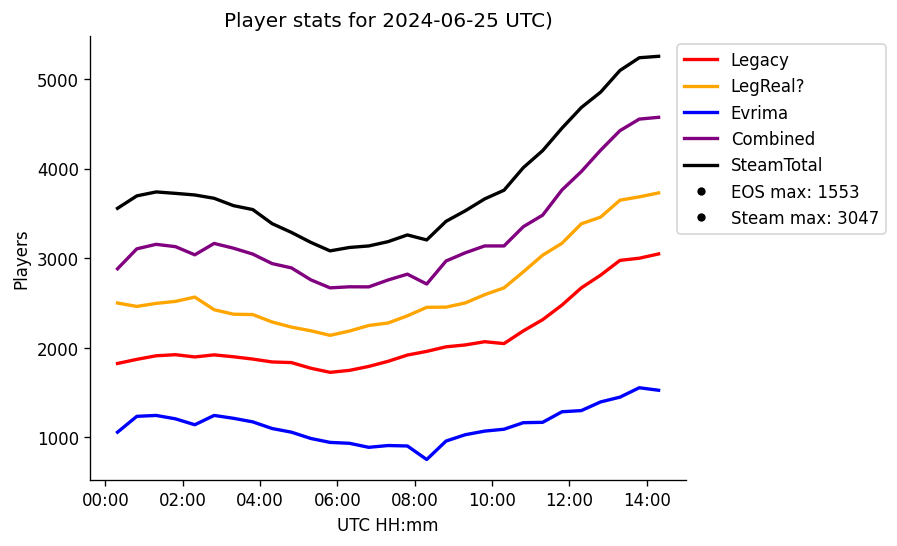 Player stats for 2024-06-25 UTC)
Players
5000
4000
3000
2000
1000
00:00 02:00 04:00 06:00 08:00 10:00 12:00 14:00
UTC HH:mm
Legacy
LegReal?
Evrima
Combined
SteamTotal
EOS max: 1553
Steam max: 3047